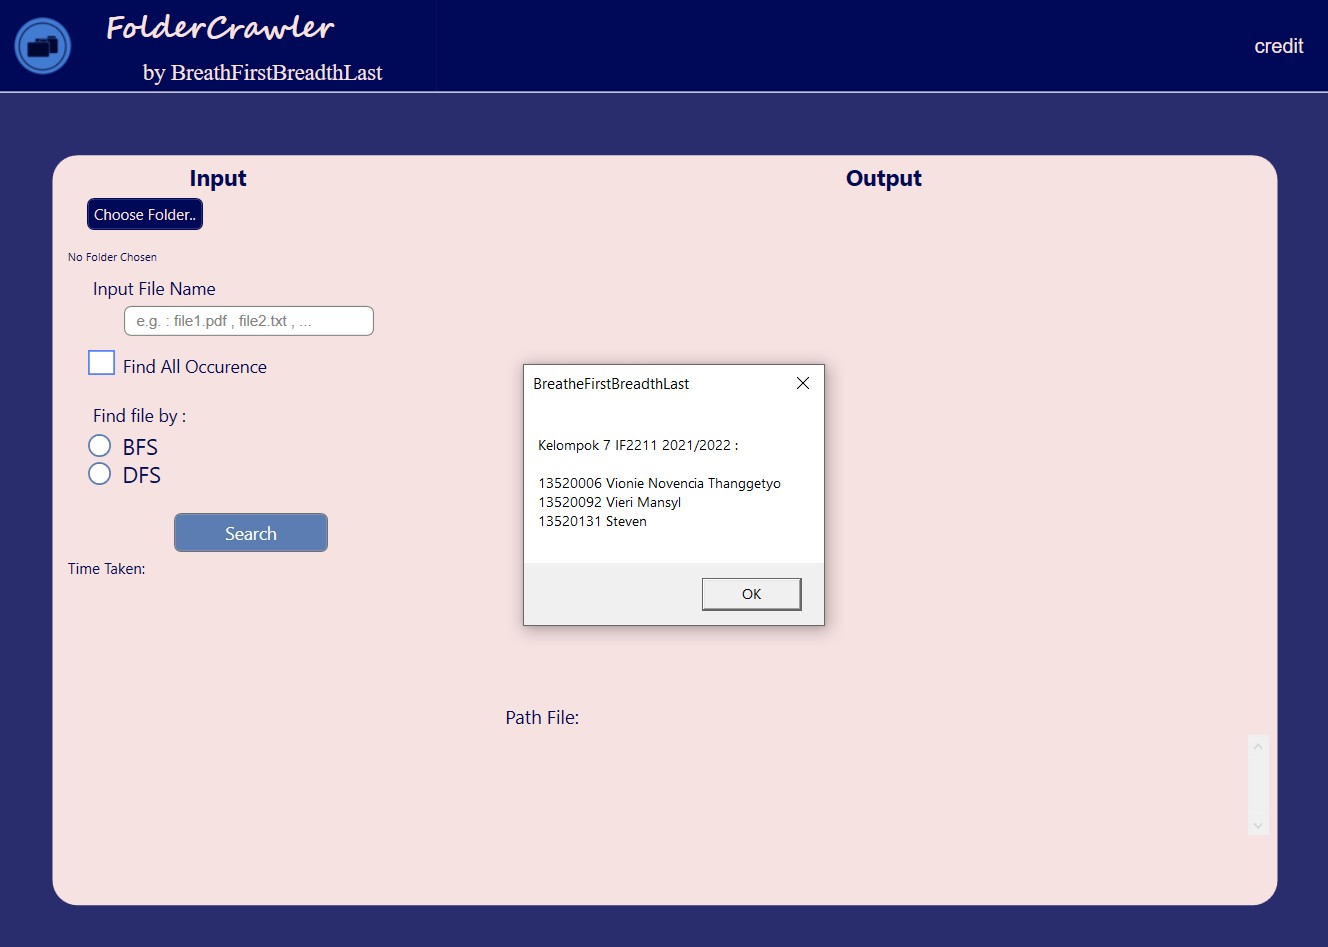 FolderCrawler
by BreathFirstBreadthLast
credit
Input
Output
Choose Folder..
No Folder Chosen
Input File Name
e.g. : file1.pdf , file2.txt , ...
Find All Occurence
Find file by :
BFS
DFS
Search
Time Taken:
BreatheFirstBreadthLast
Kelompok 7 IF2211 2021/2022 :
13520006 Vionie Novencia Thanggetyo
13520092 Vieri Mansyl
13520131 Steven
OK
Path File: